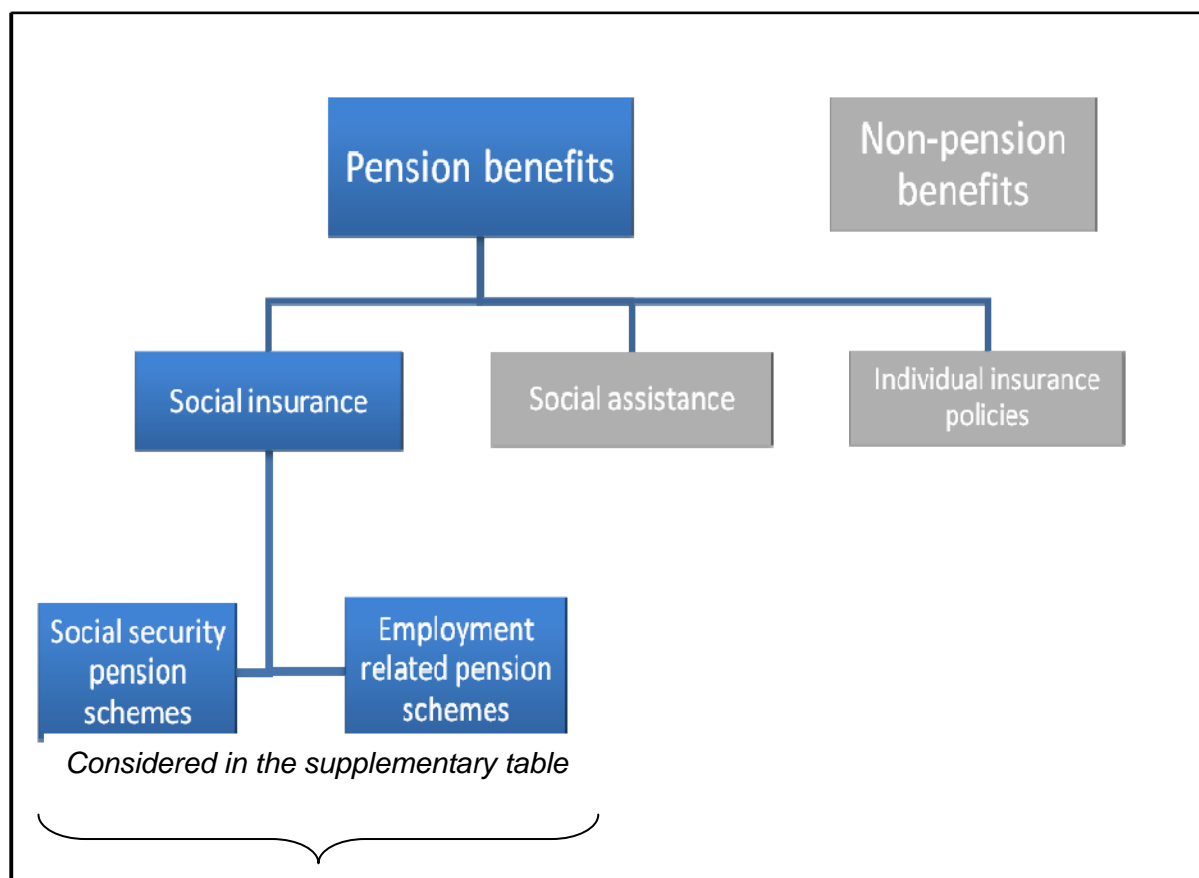 Pension benefits
Non-pension
benefits
Social insurance
Social assistance
Individual insurance
policies
Social security
pension
schemes
Employment
related pension
schemes
Considered in the supplementary table